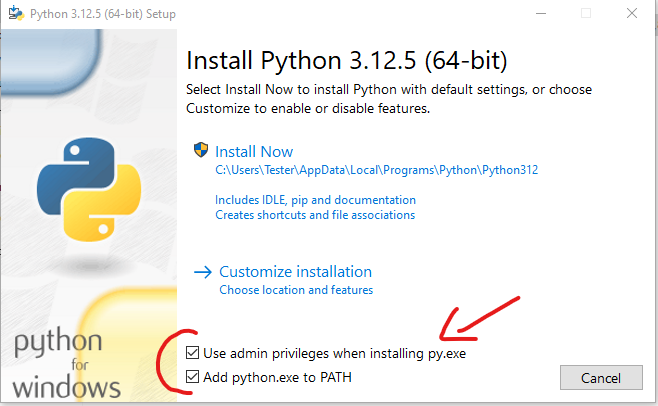 Python 3.12.5 (64-bit) Setup
Install Python 3.12.5 (64-bit)
Select Install Now to install Python with default settings, or choose
Customize to enable or disable features.
Install Now
C:\Users\Tester\AppData\Local\Programs\Python\Python312
Includes IDLE, pip and documentation
Creates shortcuts and file associations
Customize installation
Choose location and features
Use admin privileges when installing py.exe
Add python.exe to PATH
Cancel
python
for
windows